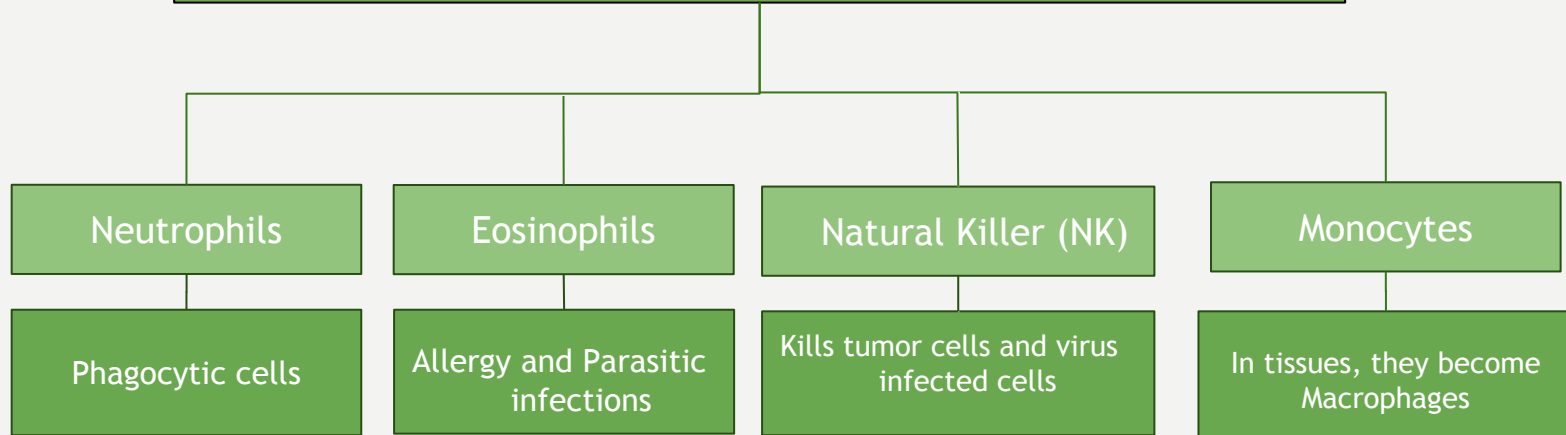 Neutrophils
Eosinophils
Natural Killer (NK)
Monocytes
Phagocytic cells
Allergy and Parasitic
infections
Kills tumor cells and virus
infected cells
In tissues, they become
Macrophages